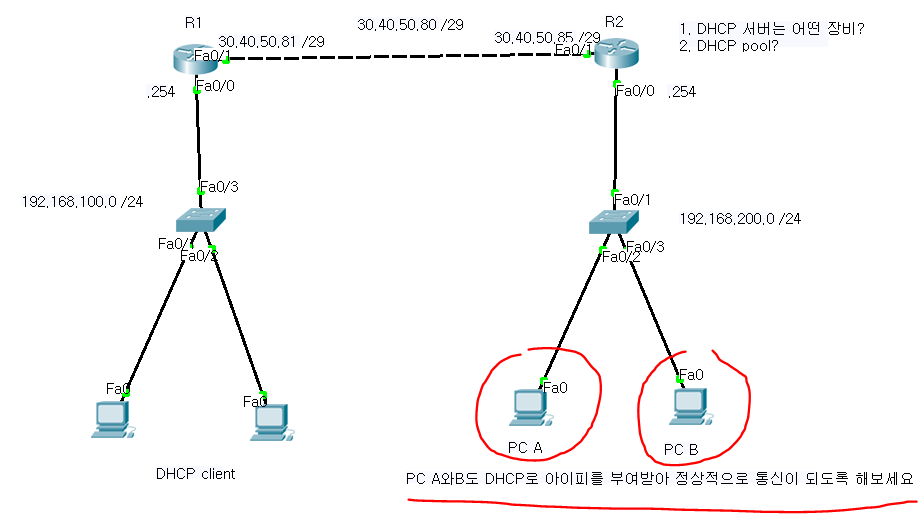 R1
R2
30,40,50,80 /29
1. DHCP 서버는 어떤 장비?
2. DHCP pool?
30,40,50,81 /29
30,40,50,85 /29
Fa0/1
Fa0/1
Fa0/0
.254
Fa0/0
.254
Fa0/3
192,168,100,0 /24
Fa0/1
192,168,200,0 /24
Fa0/2
Fa0/3
Fa0/2
Fa0
Fa0
Fa0
Fa0
PC A
PC B
DHCP client
PC A와B도 DHCP로 아이피를 부여받아 정상적으로 통신이 되도록 해보세요